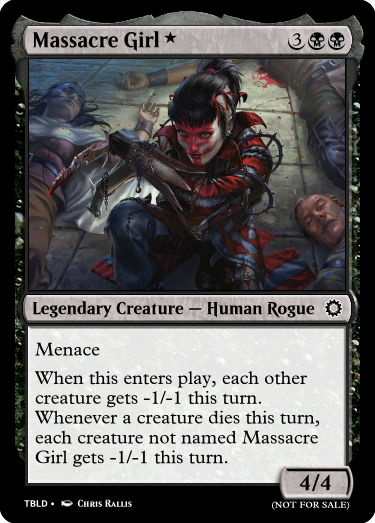 Massacre Girl★ 3
Legendary Creature — Human Rogue
Menace
When this enters play, each other
creature gets -1/-1 this turn.
Whenever a creature dies this turn,
each creature not named Massacre
Girl gets -1/-1 this turn.
4/4
TBLD • Chris Rallis
(NOT FOR SALE)